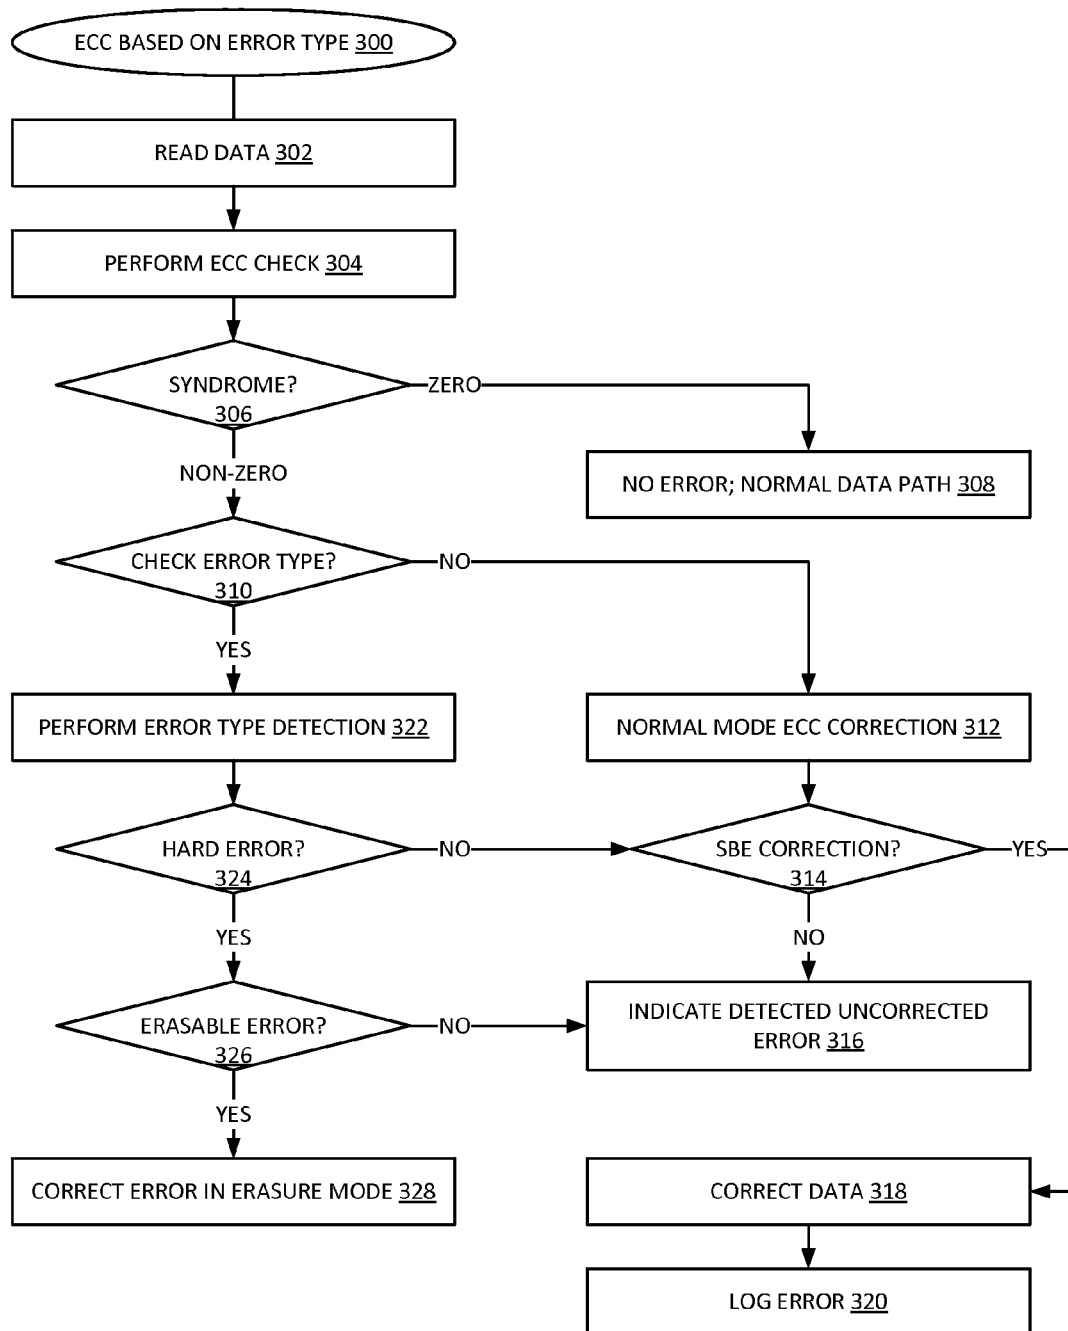 ECC BASED ON ERROR TYPE 300
READ DATA 302
PERFORM ECC CHECK 304
SYNDROME?
306
ZERO
NON-ZERO
NO ERROR; NORMAL DATA PATH 308
CHECK ERROR TYPE?
310
NO
YES
PERFORM ERROR TYPE DETECTION 322
NORMAL MODE ECC CORRECTION 312
HARD ERROR?
324
NO
SBE CORRECTION?
314
YES
YES
NO
ERASABLE ERROR?
326
NO
INDICATE DETECTED UNCORRECTED
ERROR 316
YES
CORRECT ERROR IN ERASURE MODE 328
CORRECT DATA 318
LOG ERROR 320